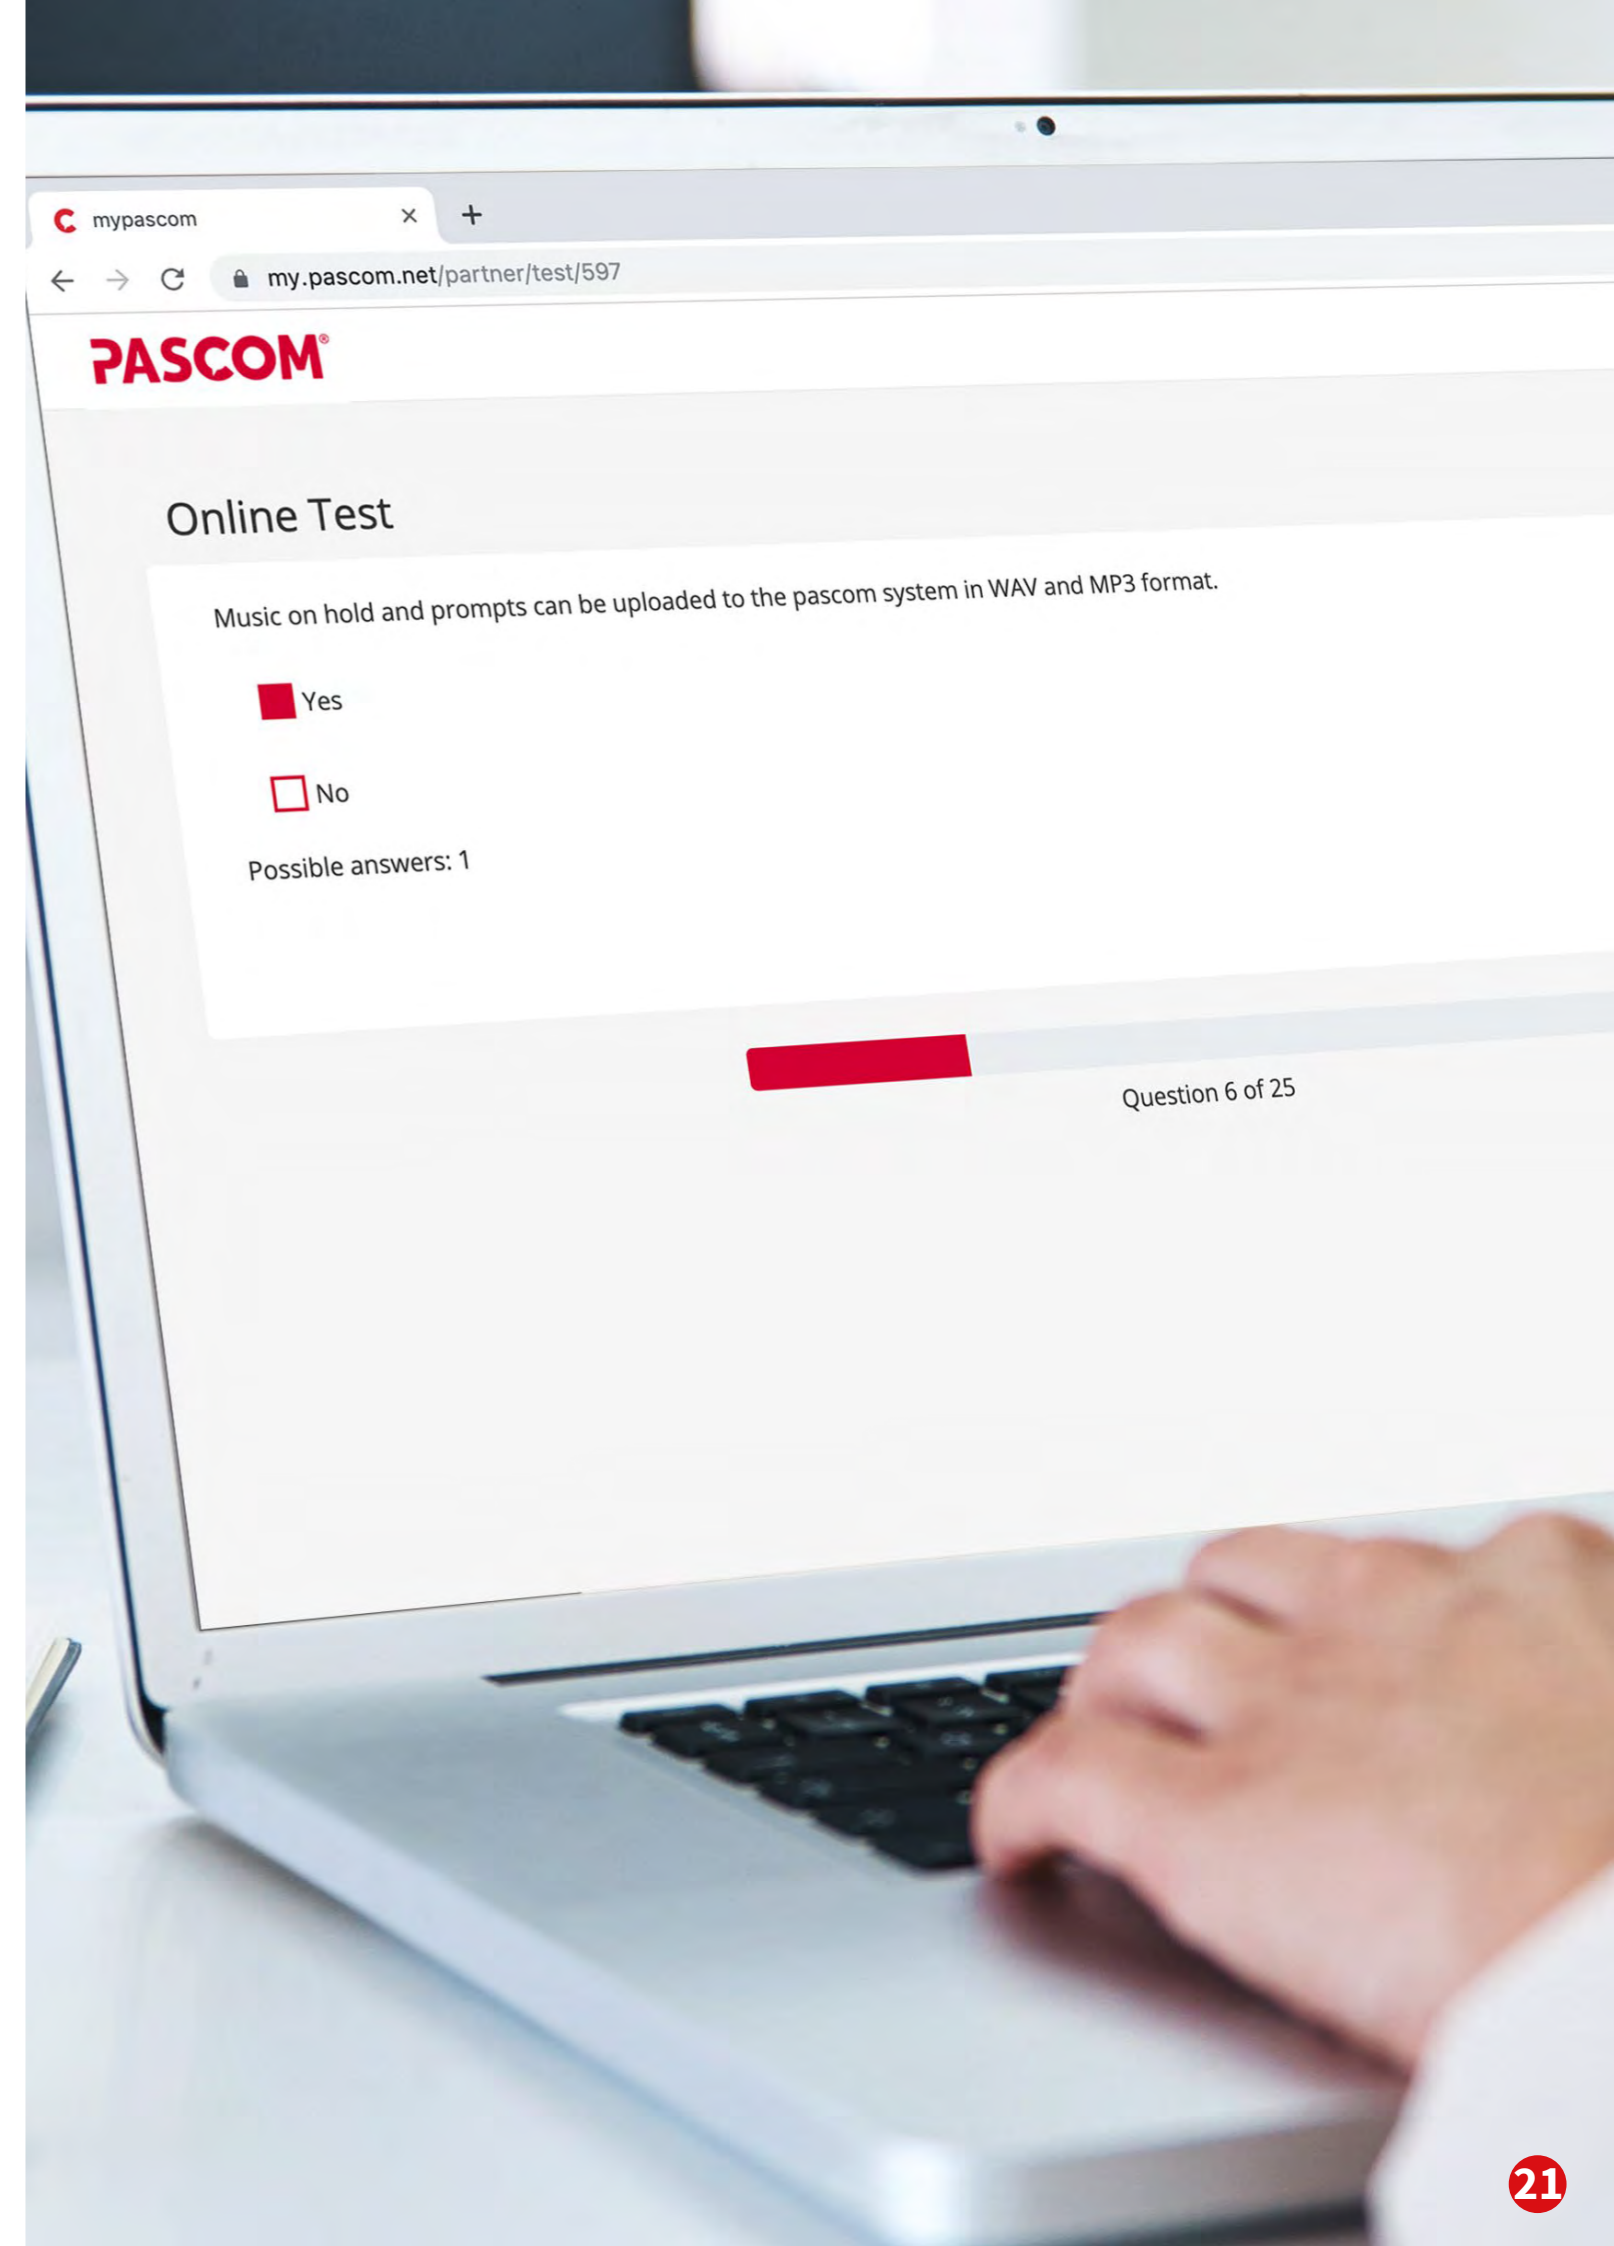 mypascom
my.pascom.net/partner/test/597
PASCOM®
Online Test
Music on hold and prompts can be uploaded to the pascom system in WAV and MP3 format.
Yes
No
Possible answers: 1
Question 6 of 25
21